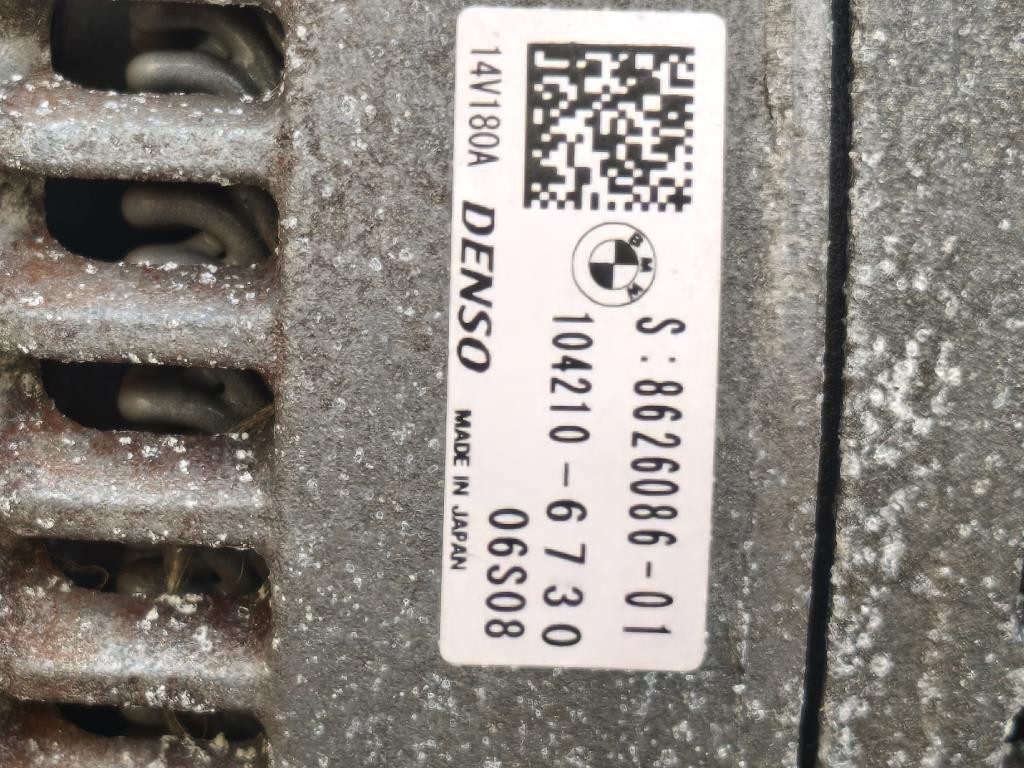 S:8626086-01
BMW
104210-6730
06S08
14V180A DENSO MADE IN JAPAN